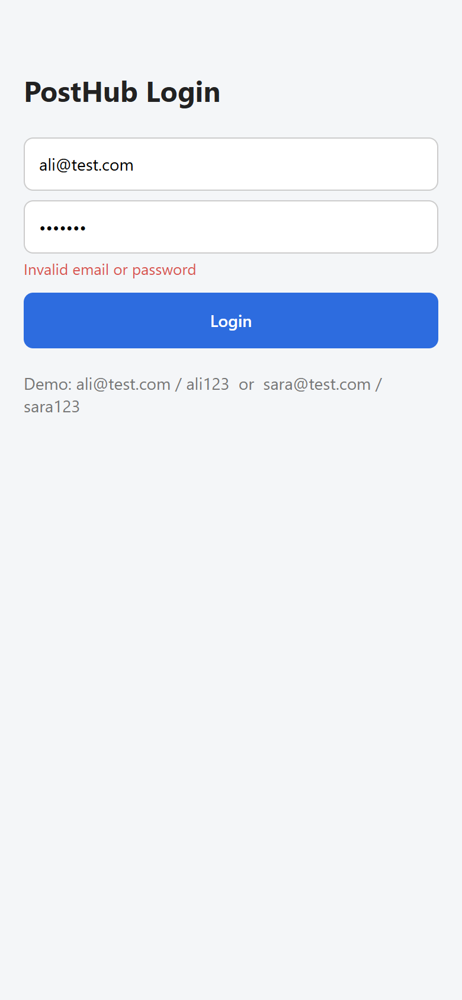 PostHub Login
ali@test.com
•••••••
Invalid email or password
Login
Demo: ali@test.com / ali123  or  sara@test.com /
sara123